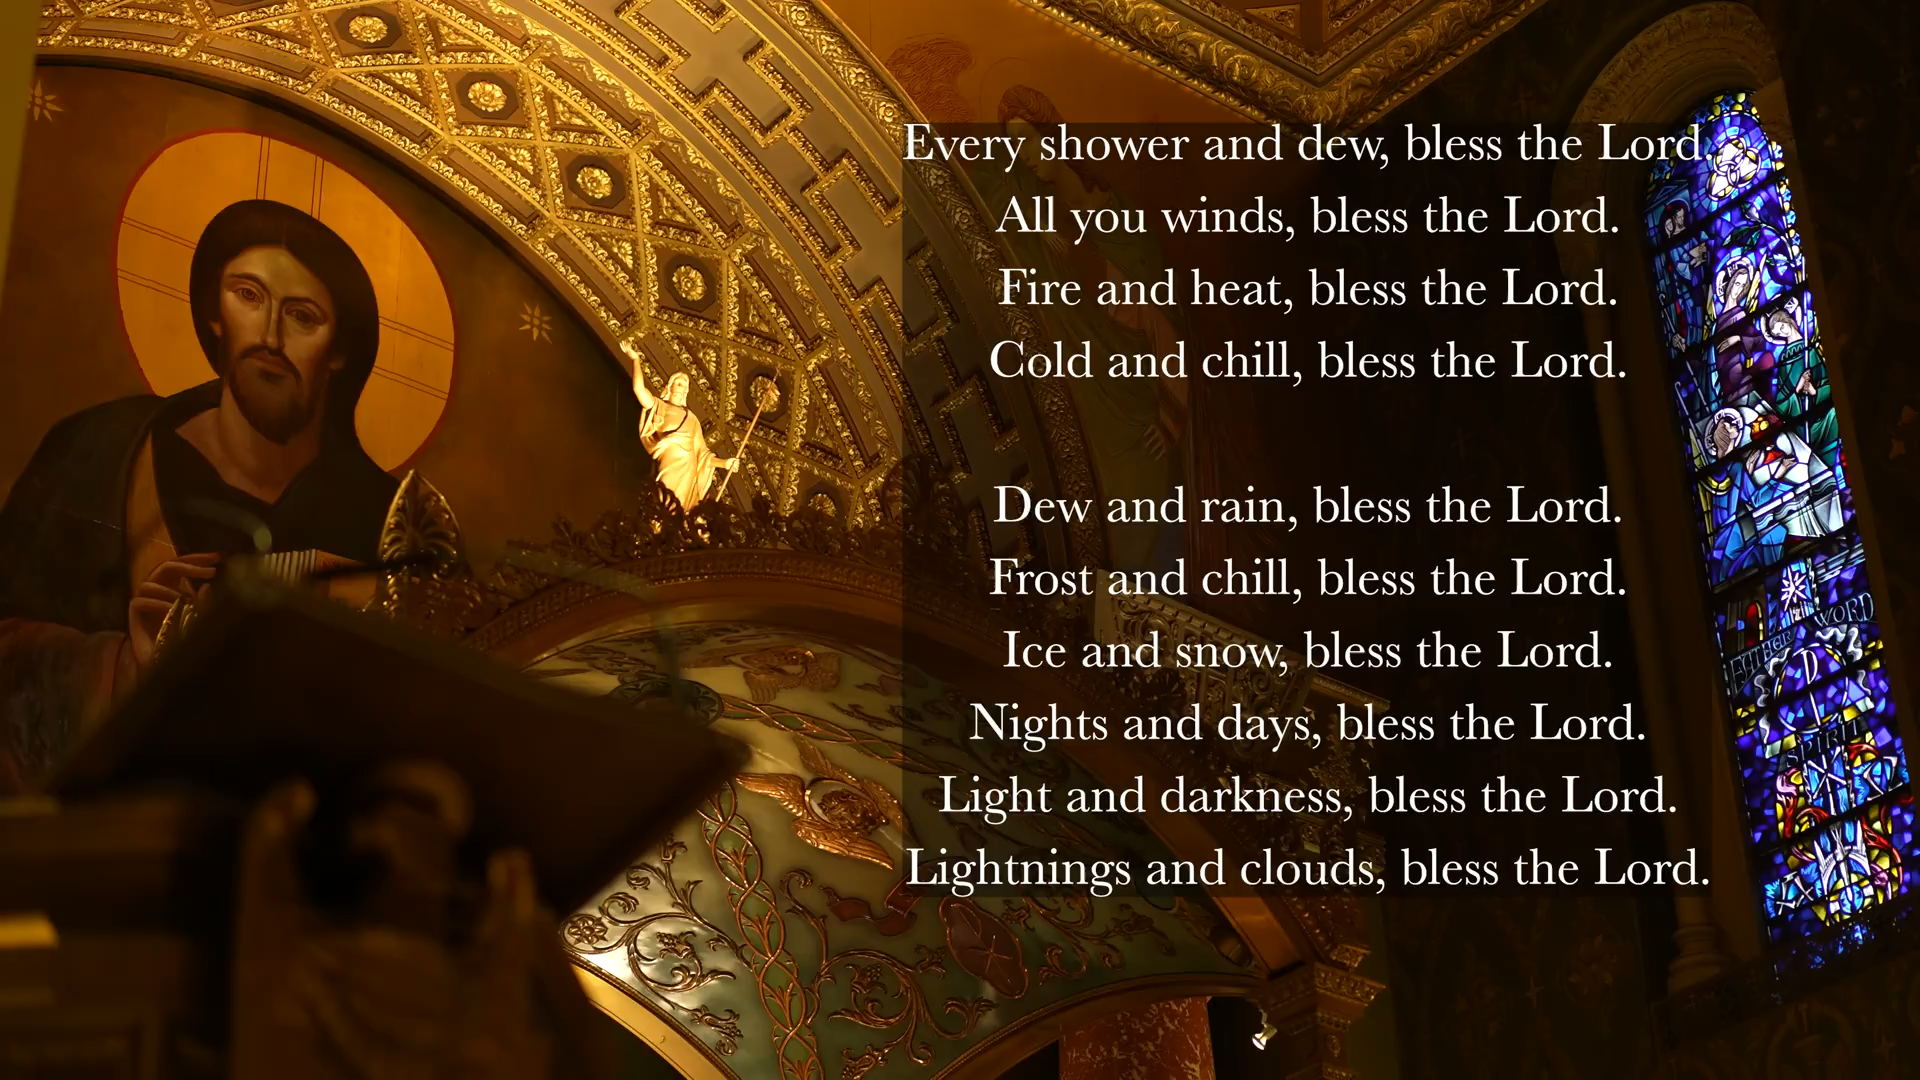 Every shower and dew, bless the Lord.
All you winds, bless the Lord.
Fire and heat, bless the Lord.
Cold and chill, bless the Lord.
Dew and rain, bless the Lord.
Frost and chill, bless the Lord.
Ice and snow, bless the Lord.
Nights and days, bless the Lord.
Light and darkness, bless the Lord.
Lightnings and clouds, bless the Lord.
FATHER WORD
SPIRIT